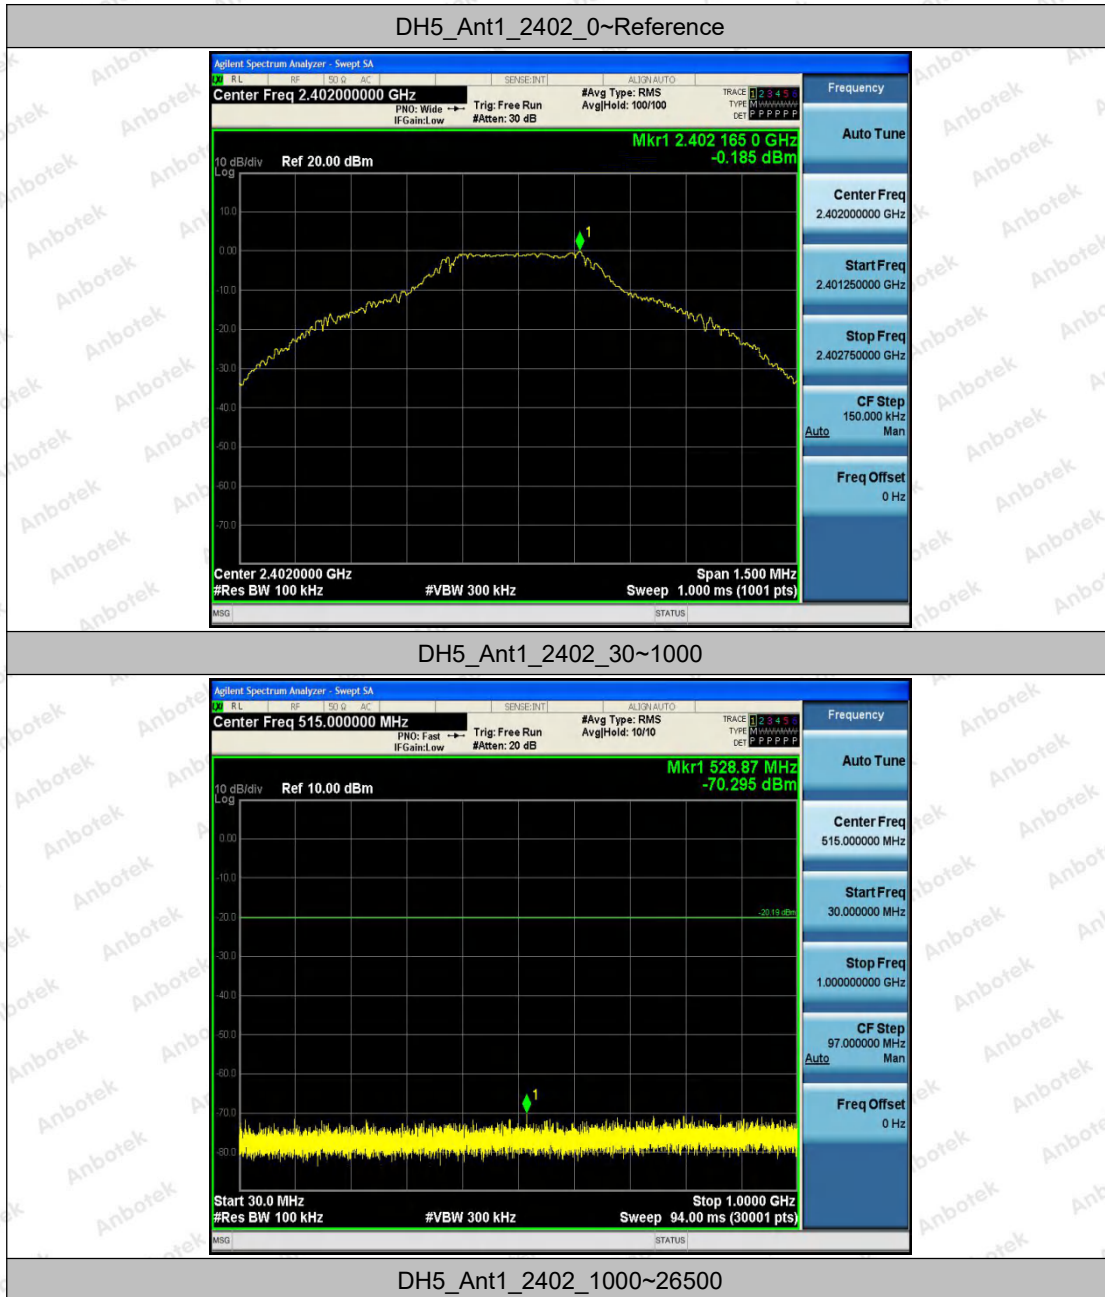 DH5_Ant1_2402_0~Reference
Agilent Spectrum Analyzer - Swept SA
RL RF 50 Ω AC SENSE:INT ALIGN AUTO
Center Freq 2.402000000 GHz
PNO: Wide
IFGain:Low
Trig: Free Run
#Atten: 30 dB
#Avg Type: RMS
Avg|Hold: 100/100
TRACE 1 2 3 4 5 6
TYPE M
DET P P P P P P
Mkr1 2.402 165 0 GHz
-0.185 dBm
10 dB/div Ref 20.00 dBm
Log
10.0
0.00
-10.0
-20.0
-30.0
-40.0
-50.0
-60.0
-70.0
1
Center 2.4020000 GHz Span 1.500 MHz
#Res BW 100 kHz #VBW 300 kHz Sweep 1.000 ms (1001 pts)
MSG STATUS
Frequency
Auto Tune
Center Freq
2.402000000 GHz
Start Freq
2.401250000 GHz
Stop Freq
2.402750000 GHz
CF Step
150.000 kHz
Auto Man
Freq Offset
0 Hz
DH5_Ant1_2402_30~1000
Agilent Spectrum Analyzer - Swept SA
RL RF 50 Ω AC SENSE:INT ALIGN AUTO
Center Freq 515.000000 MHz
PNO: Fast
IFGain:Low
Trig: Free Run
#Atten: 20 dB
#Avg Type: RMS
Avg|Hold: 10/10
TRACE 1 2 3 4 5 6
TYPE M
DET P P P P P P
Mkr1 528.87 MHz
-70.295 dBm
10 dB/div Ref 10.00 dBm
Log
0.00
-10.0
-20.0
-30.0
-40.0
-50.0
-60.0
-70.0
-80.0
-20.19 dBm
1
Start 30.0 MHz Stop 1.0000 GHz
#Res BW 100 kHz #VBW 300 kHz Sweep 94.00 ms (30001 pts)
MSG STATUS
Frequency
Auto Tune
Center Freq
515.000000 MHz
Start Freq
30.000000 MHz
Stop Freq
1.000000000 GHz
CF Step
97.000000 MHz
Auto Man
Freq Offset
0 Hz
DH5_Ant1_2402_1000~26500
Anbotek